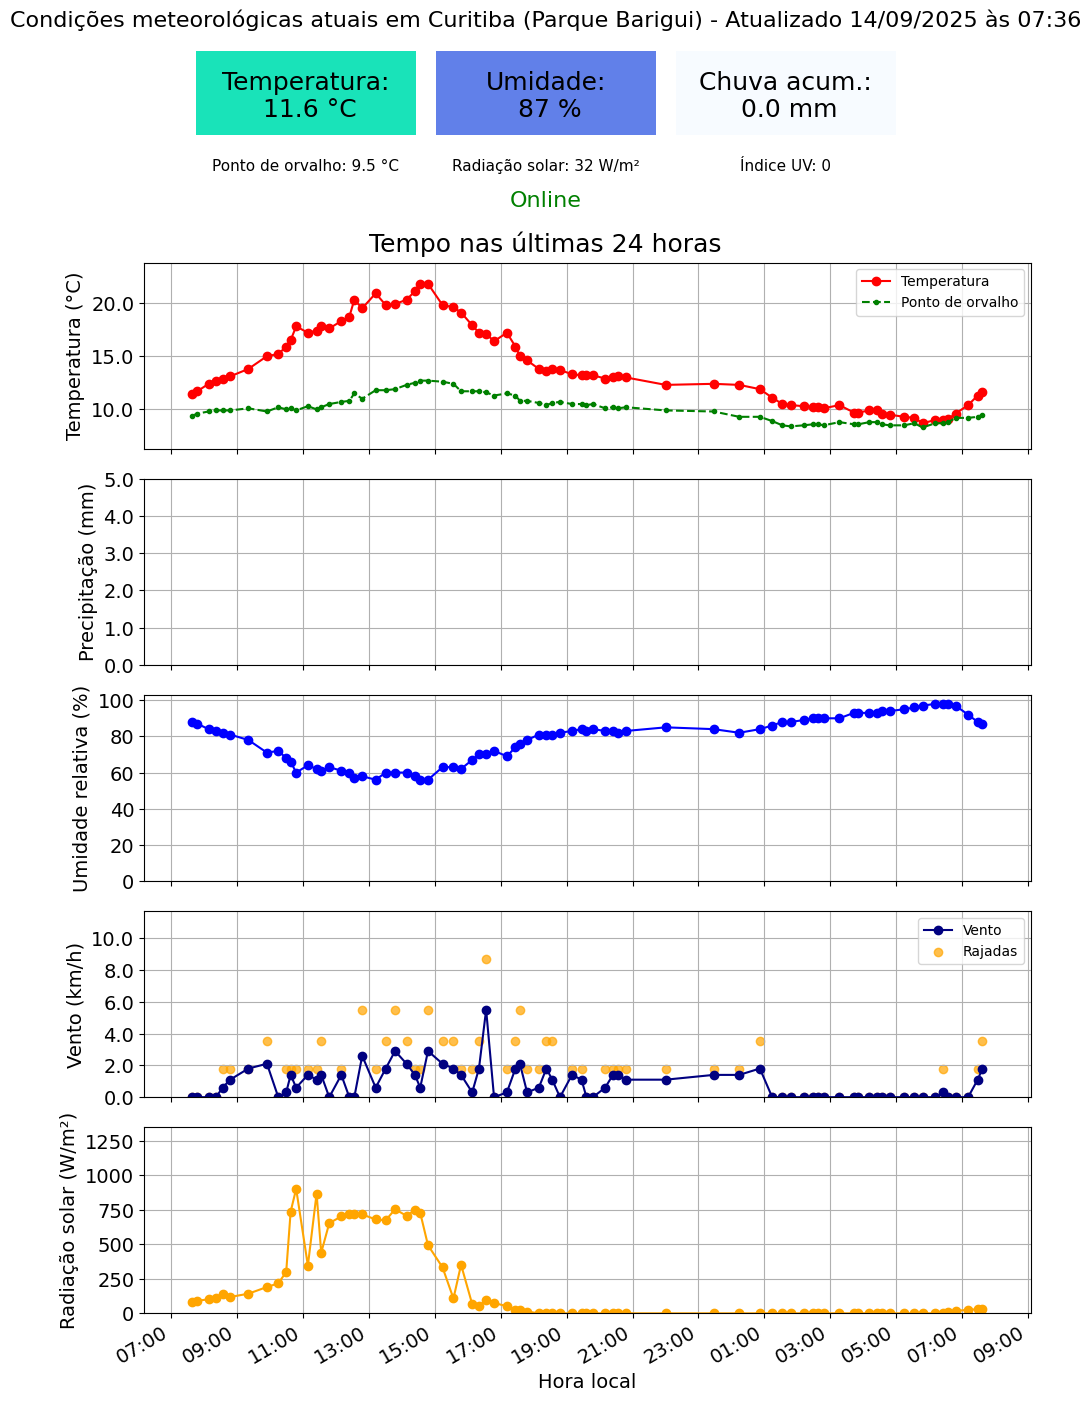 Condições meteorológicas atuais em Curitiba (Parque Barigui) - Atualizado 14/09/2025 às 07:36
Temperatura:
11.6 °C
Umidade:
87 %
Chuva acum.:
0.0 mm
Ponto de orvalho: 9.5 °C
Radiação solar: 32 W/m²
Índice UV: 0
Online
Tempo nas últimas 24 horas
Temperatura (°C)
20.0
15.0
10.0
Temperatura
Ponto de orvalho
Precipitação (mm)
5.0
4.0
3.0
2.0
1.0
0.0
Umidade relativa (%)
100
80
60
40
20
0
Vento (km/h)
10.0
8.0
6.0
4.0
2.0
0.0
Vento
Rajadas
Radiação solar (W/m²)
1250
1000
750
500
250
0
07:00 09:00 11:00 13:00 15:00 17:00 19:00 21:00 23:00 01:00 03:00 05:00 07:00 09:00
Hora local